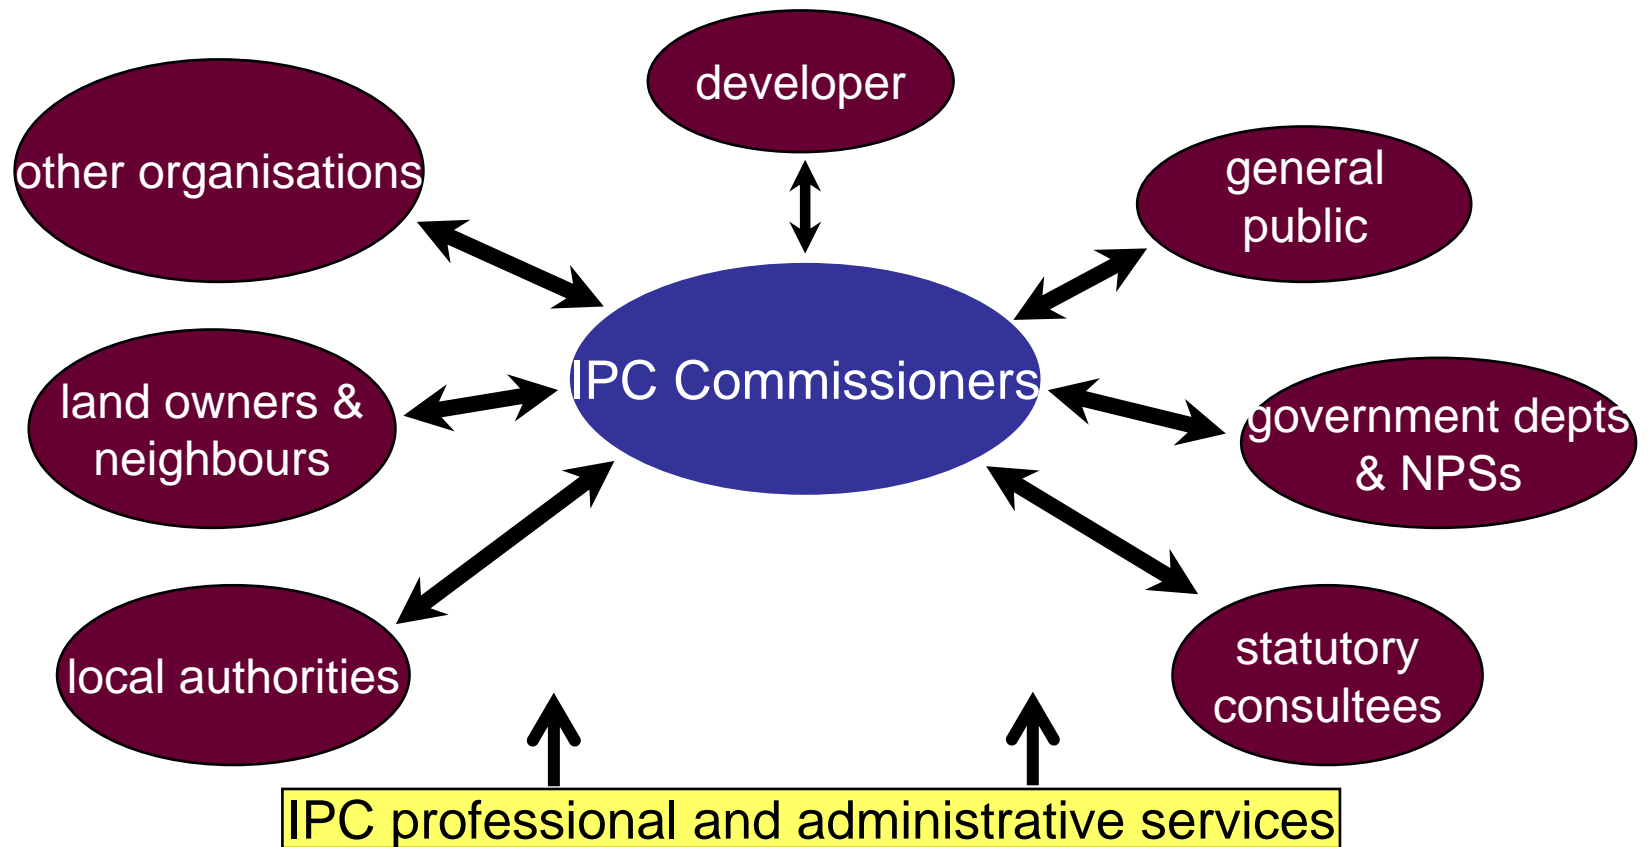 developer
other organisations
general
public
IPC Commissioners
land owners &
neighbours
government depts
& NPSs
local authorities
statutory
consultees
IPC professional and administrative services